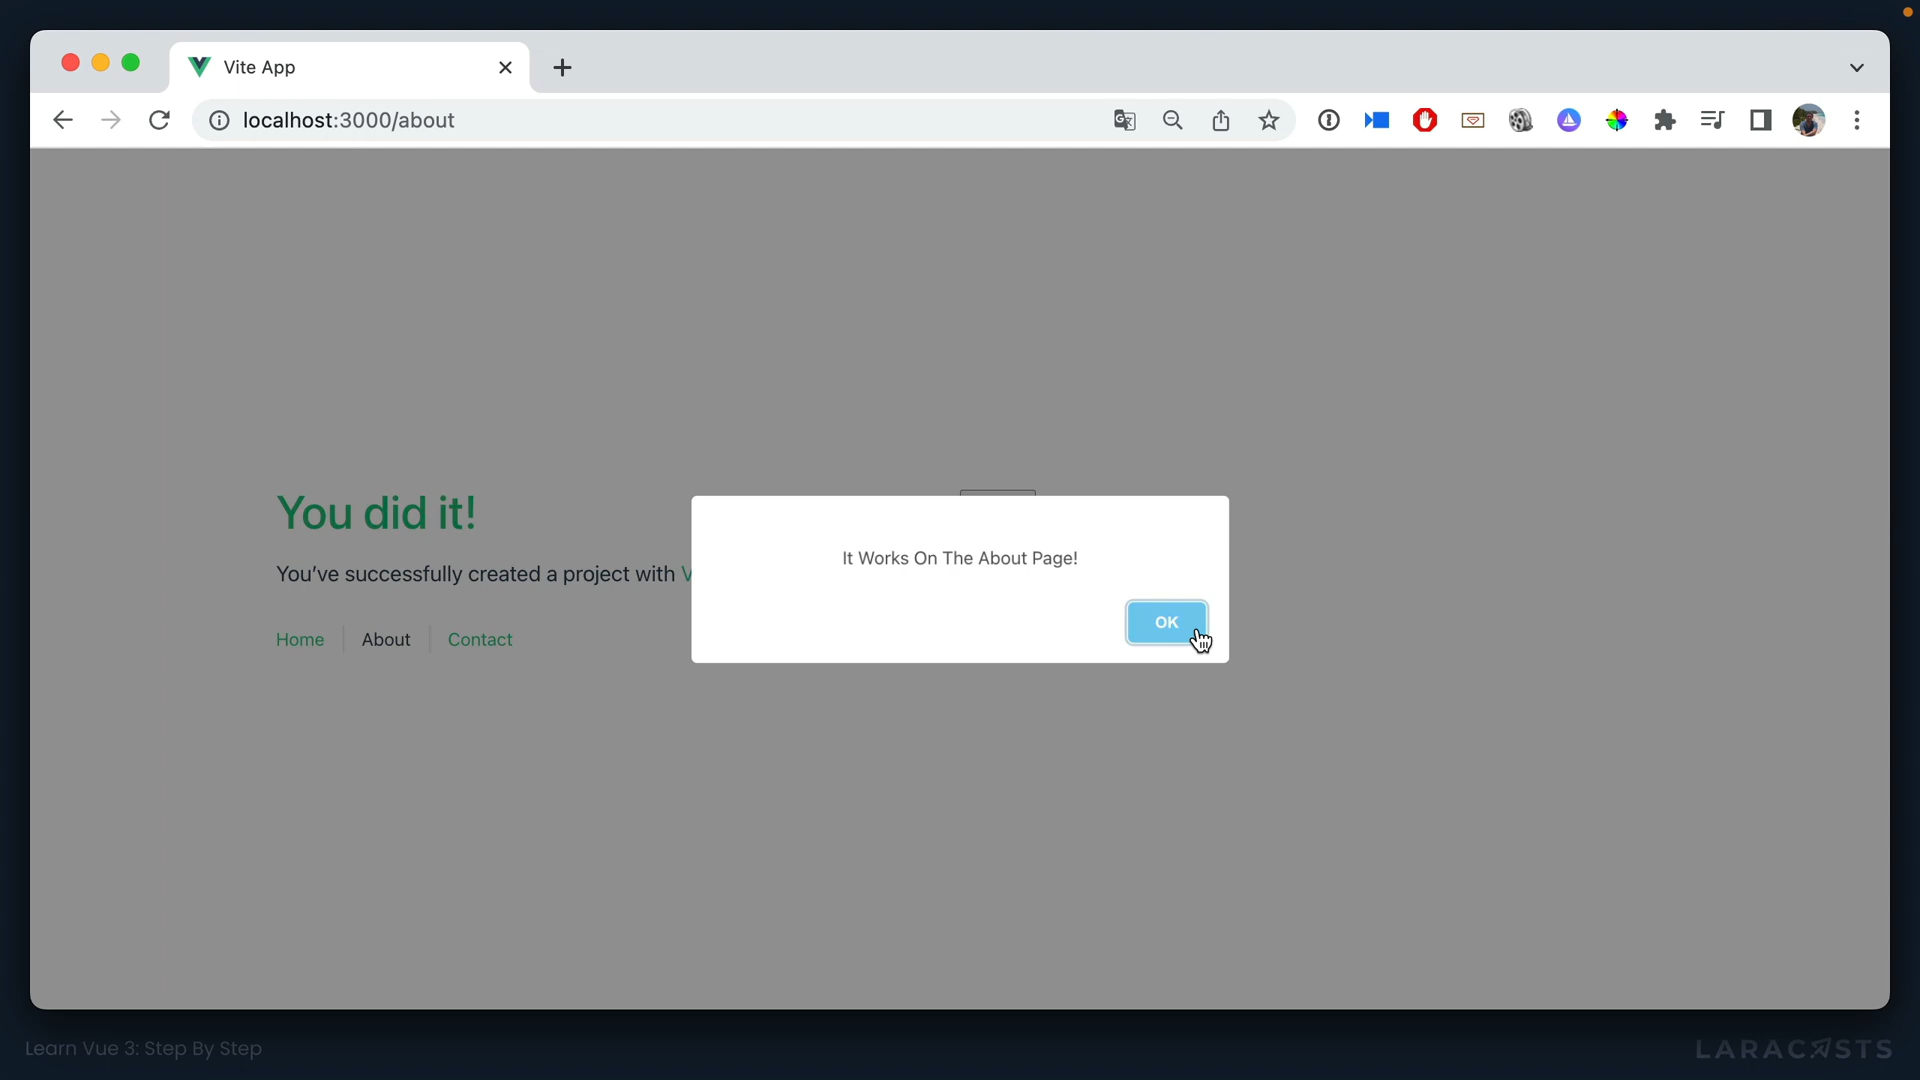 Vite App
localhost:3000/about
You did it!
You've successfully created a project with V
It Works On The About Page!
OK
Home
About
Contact
Learn Vue 3: Step By Step
LARACASTS